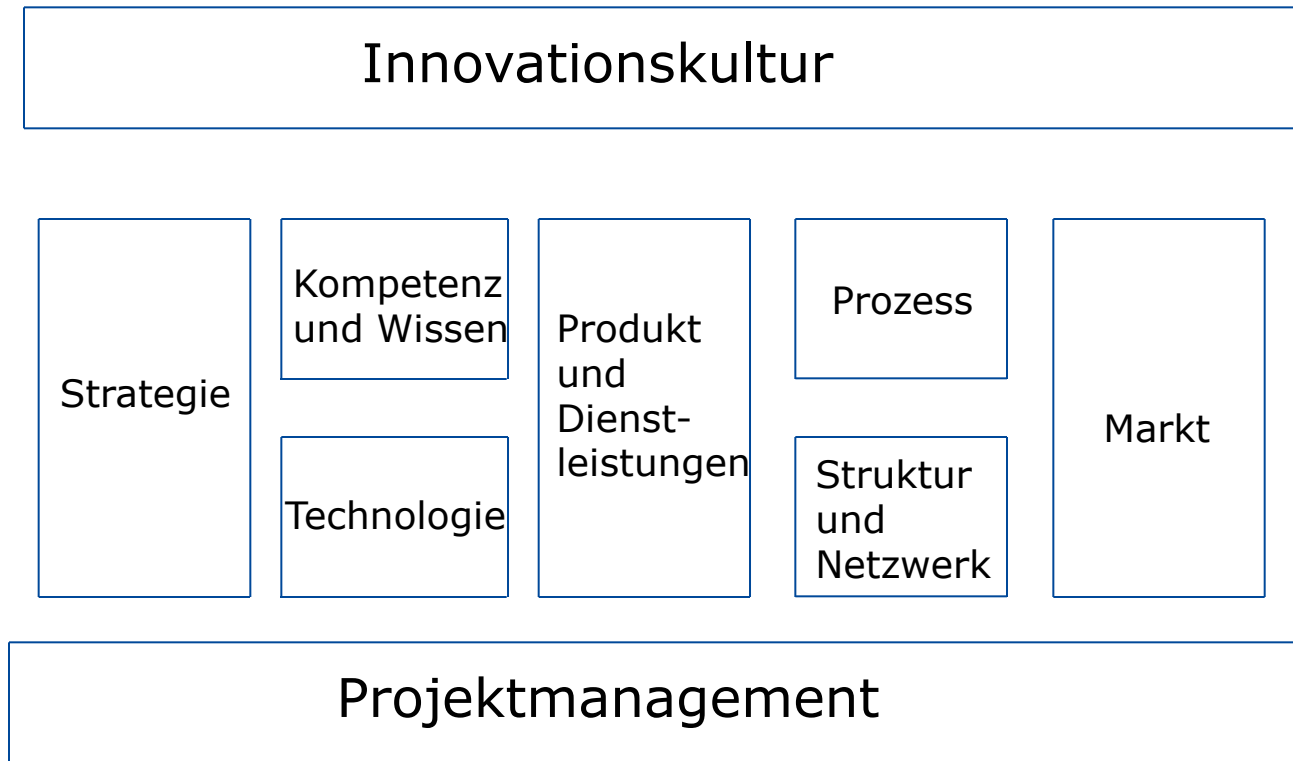 Innovationskultur
Strategie
Kompetenz
und Wissen
Technologie
Produkt
und
Dienst-
leistungen
Prozess
Struktur
und
Netzwerk
Markt
Projektmanagement